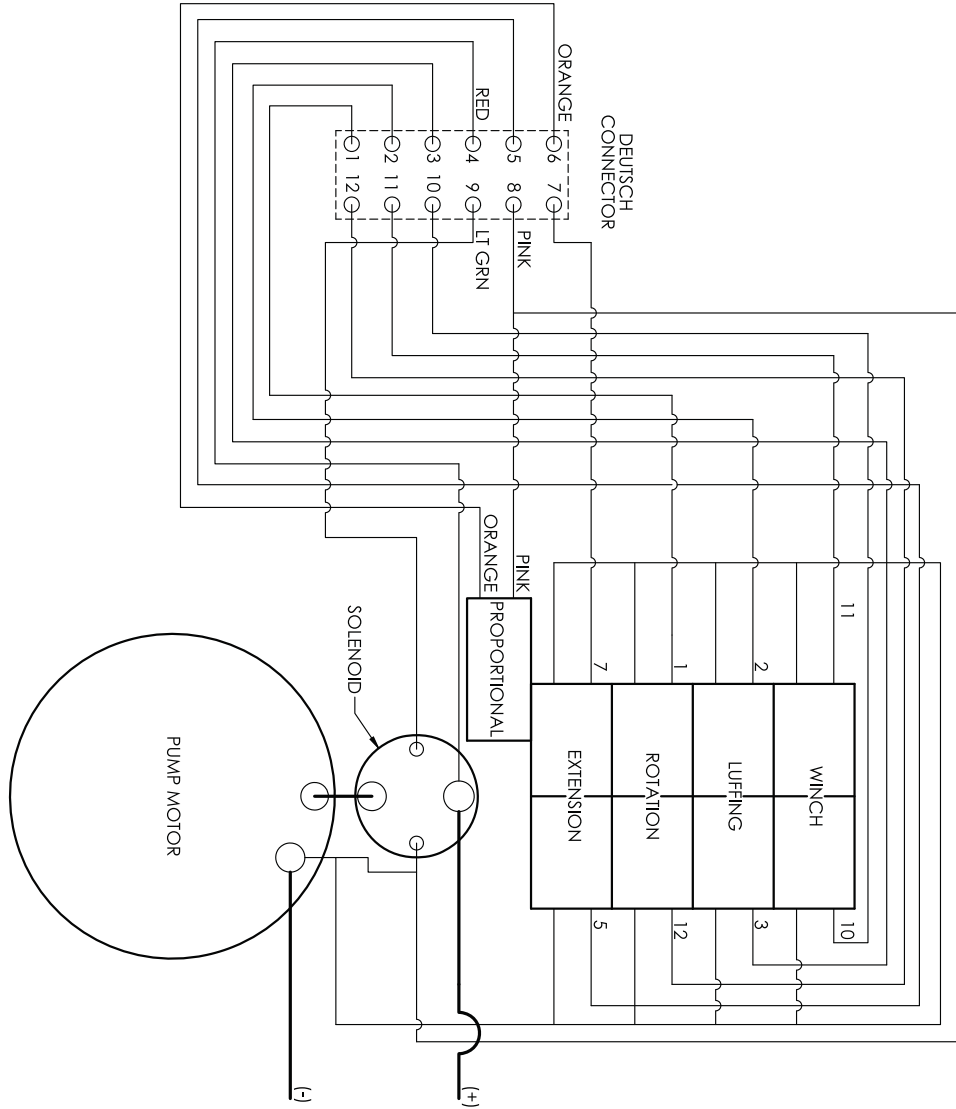 DEUTSCH
CONNECTOR
ORANGE
RED
6 7
5 8
4 9
3 10
2 11
1 12
PINK
LT GRN
11
10
WINCH
2
3
LUFFING
1
12
ROTATION
7
5
EXTENSION
PINK
ORANGE
PROPORTIONAL
SOLENOID
PUMP MOTOR
(+)
(-)